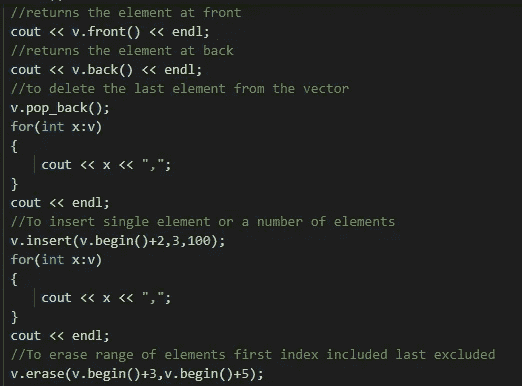 //returns the element at front
cout << v.front() << endl;
//returns the element at back
cout << v.back() << endl;
//to delete the last element from the vector
v.pop_back();
for(int x:v)
{
    cout << x << ",";
}
cout << endl;
//To insert single element or a number of elements
v.insert(v.begin()+2,3,100);
for(int x:v)
{
    cout << x << ",";
}
cout << endl;
//To erase range of elements first index included last excluded
v.erase(v.begin()+3,v.begin()+5);